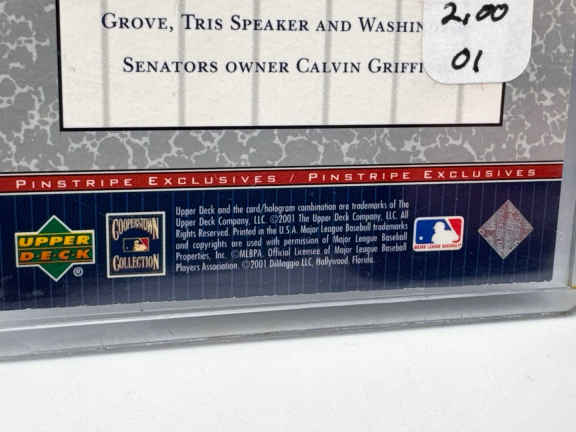 GROVE, TRIS SPEAKER AND
SENATORS OWNER CALVIN
2.00
01
PINSTRIPE EXCLUSIVES / PINSTRIPE EXCLUSIVES
UPPER
DECK
®
COOPERSTOWN
COLLECTION
Upper Deck and the card/hologram combination are trademarks of The
Upper Deck Company, LLC. ©2001 The Upper Deck Company, LLC. All
Rights Reserved. Printed in the U.S.A. Major League Baseball trademarks
and copyrights are used with permission of Major League Baseball
Properties, Inc. ©MLBPA. Official Licensee of Major League Baseball
Players Association. ©2001 DiMaggio LLC, Hollywood, Florida.
MAJOR LEAGUE BASEBALL